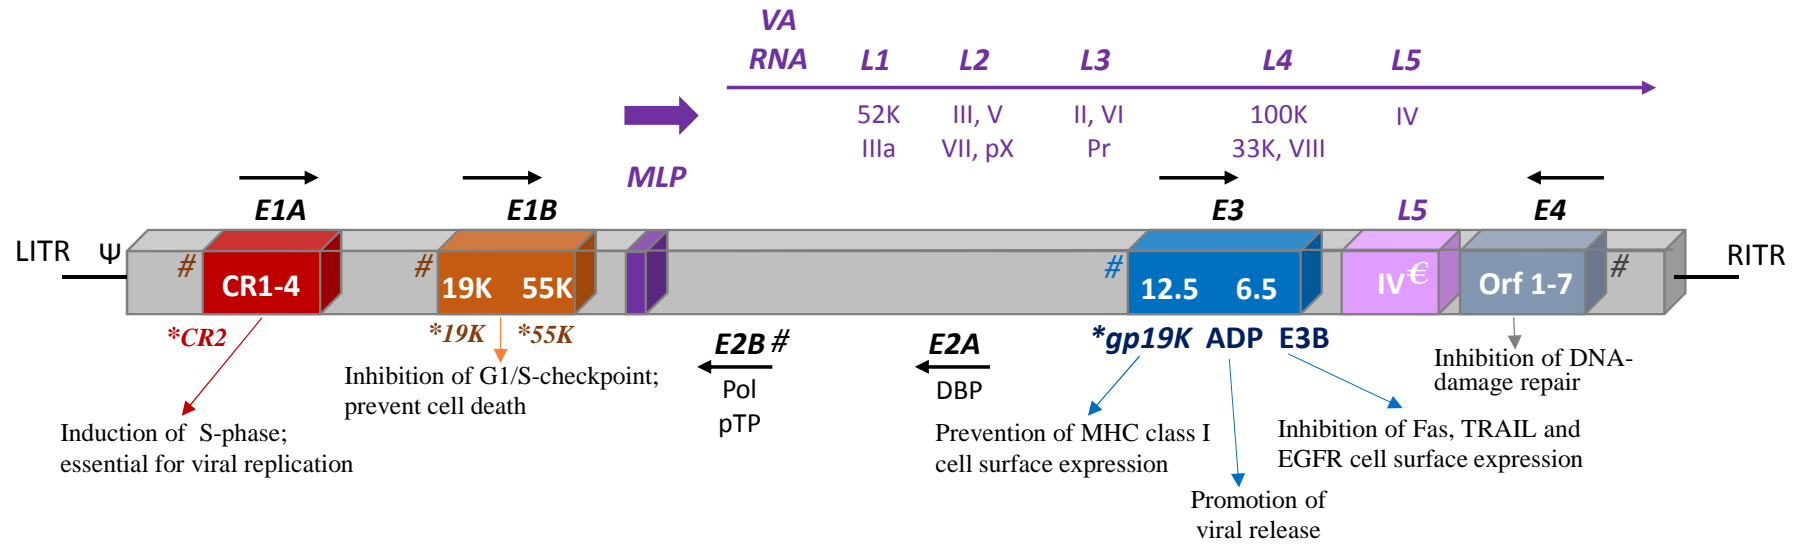 VA
RNA L1 L2 L3 L4 L5
52K III, V II, VI 100K IV
IIIa VII, pX Pr 33K, VIII
MLP
E1A E1B E3 L5 E4
LITR Ψ # # # # RITR
CR1-4 19K 55K 12.5 6.5 IV€ Orf 1-7
*CR2 *19K *55K E2B # E2A *gp19K ADP E3B
Pol DBP
pTP
Induction of S-phase;
essential for viral replication
Inhibition of G1/S-checkpoint;
prevent cell death
Prevention of MHC class I
cell surface expression
Promotion of
viral release
Inhibition of Fas, TRAIL and
EGFR cell surface expression
Inhibition of DNA-
damage repair